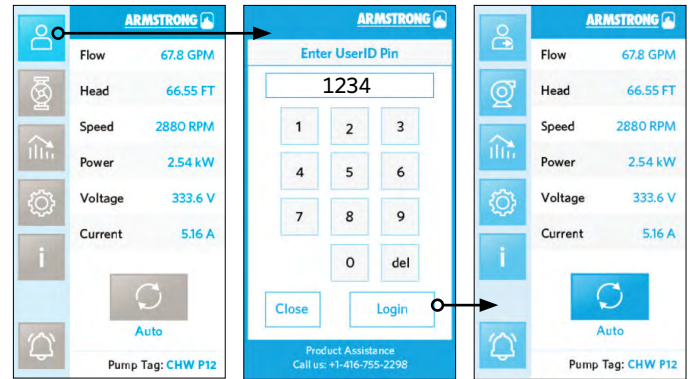 ARMSTRONG
Flow 67.8 GPM
Head 66.55 FT
Speed 2880 RPM
Power 2.54 kW
Voltage 333.6 V
Current 5.16 A
i
Auto
Pump Tag: CHW P12
ARMSTRONG
Enter UserID Pin
1234
1 2 3
4 5 6
7 8 9
0 del
Close Login
Product Assistance
Call us: +1-416-755-2298
ARMSTRONG
Flow 67.8 GPM
Head 66.55 FT
Speed 2880 RPM
Power 2.54 kW
Voltage 333.6 V
Current 5.16 A
i
Auto
Pump Tag: CHW P12